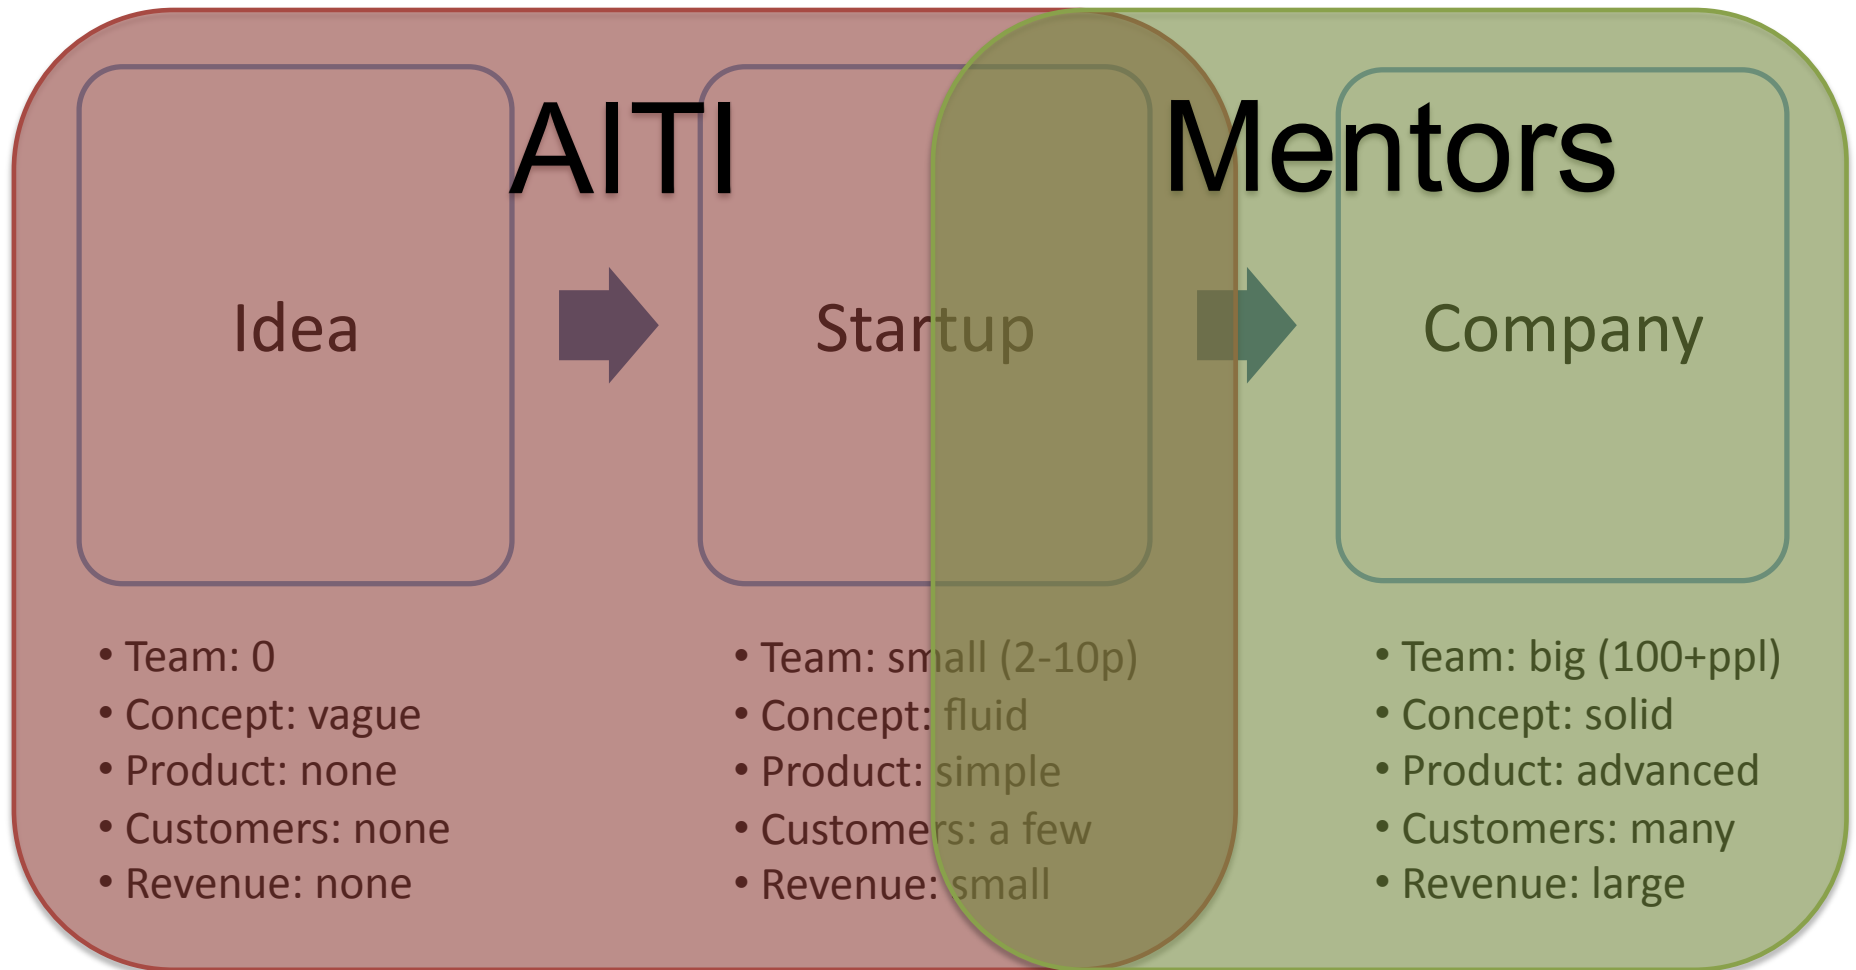 AITI
Mentors
Idea
Startup
Company
• Team: 0
• Concept: vague
• Product: none
• Customers: none
• Revenue: none
• Team: small (2-10p)
• Concept: fluid
• Product: simple
• Customers: a few
• Revenue: small
• Team: big (100+ppl)
• Concept: solid
• Product: advanced
• Customers: many
• Revenue: large